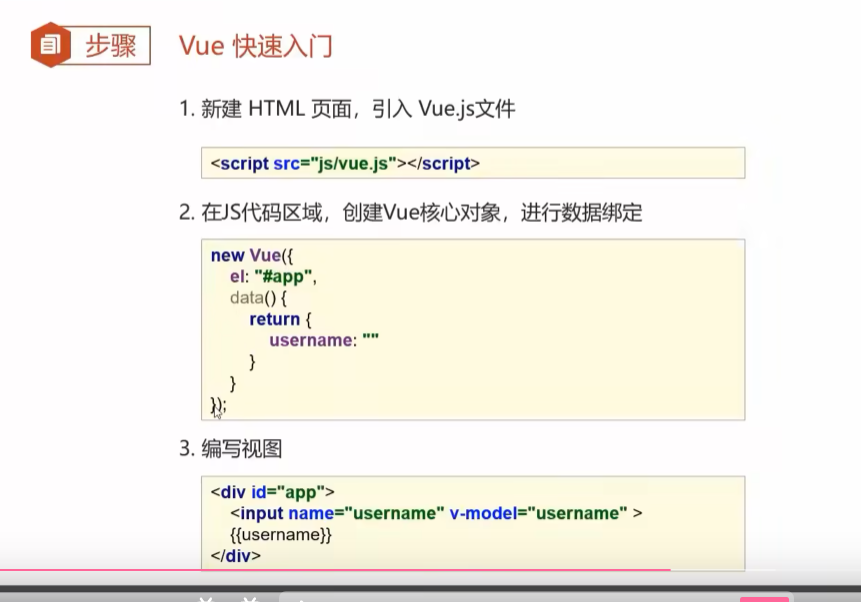 步骤
Vue 快速入门
1. 新建 HTML 页面，引入 Vue.js文件
<script src="js/vue.js"></script>
2. 在JS代码区域，创建Vue核心对象，进行数据绑定
new Vue({
el: "#app",
data() {
return {
username: ""
}
}
});
3. 编写视图
<div id="app">
<input name="username" v-model="username" >
{{username}}
</div>